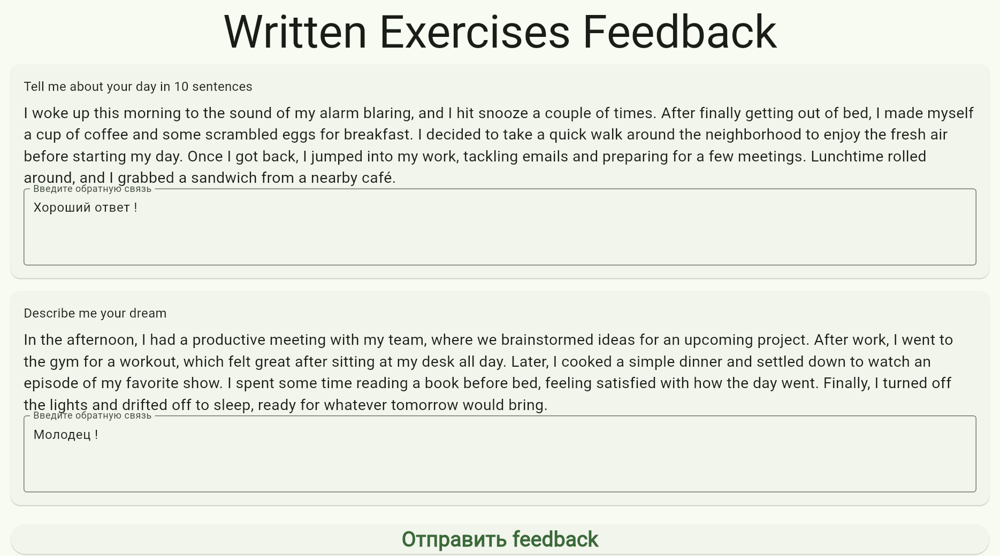 Written Exercises Feedback
Tell me about your day in 10 sentences
I woke up this morning to the sound of my alarm blaring, and I hit snooze a couple of times. After finally getting out of bed, I made myself
a cup of coffee and some scrambled eggs for breakfast. I decided to take a quick walk around the neighborhood to enjoy the fresh air
before starting my day. Once I got back, I jumped into my work, tackling emails and preparing for a few meetings. Lunchtime rolled
around, and I grabbed a sandwich from a nearby café.
Введите обратную связь
Хороший ответ !
Describe me your dream
In the afternoon, I had a productive meeting with my team, where we brainstormed ideas for an upcoming project. After work, I went to
the gym for a workout, which felt great after sitting at my desk all day. Later, I cooked a simple dinner and settled down to watch an
episode of my favorite show. I spent some time reading a book before bed, feeling satisfied with how the day went. Finally, I turned off
the lights and drifted off to sleep, ready for whatever tomorrow would bring.
Введите обратную связь
Молодец !
Отправить feedback